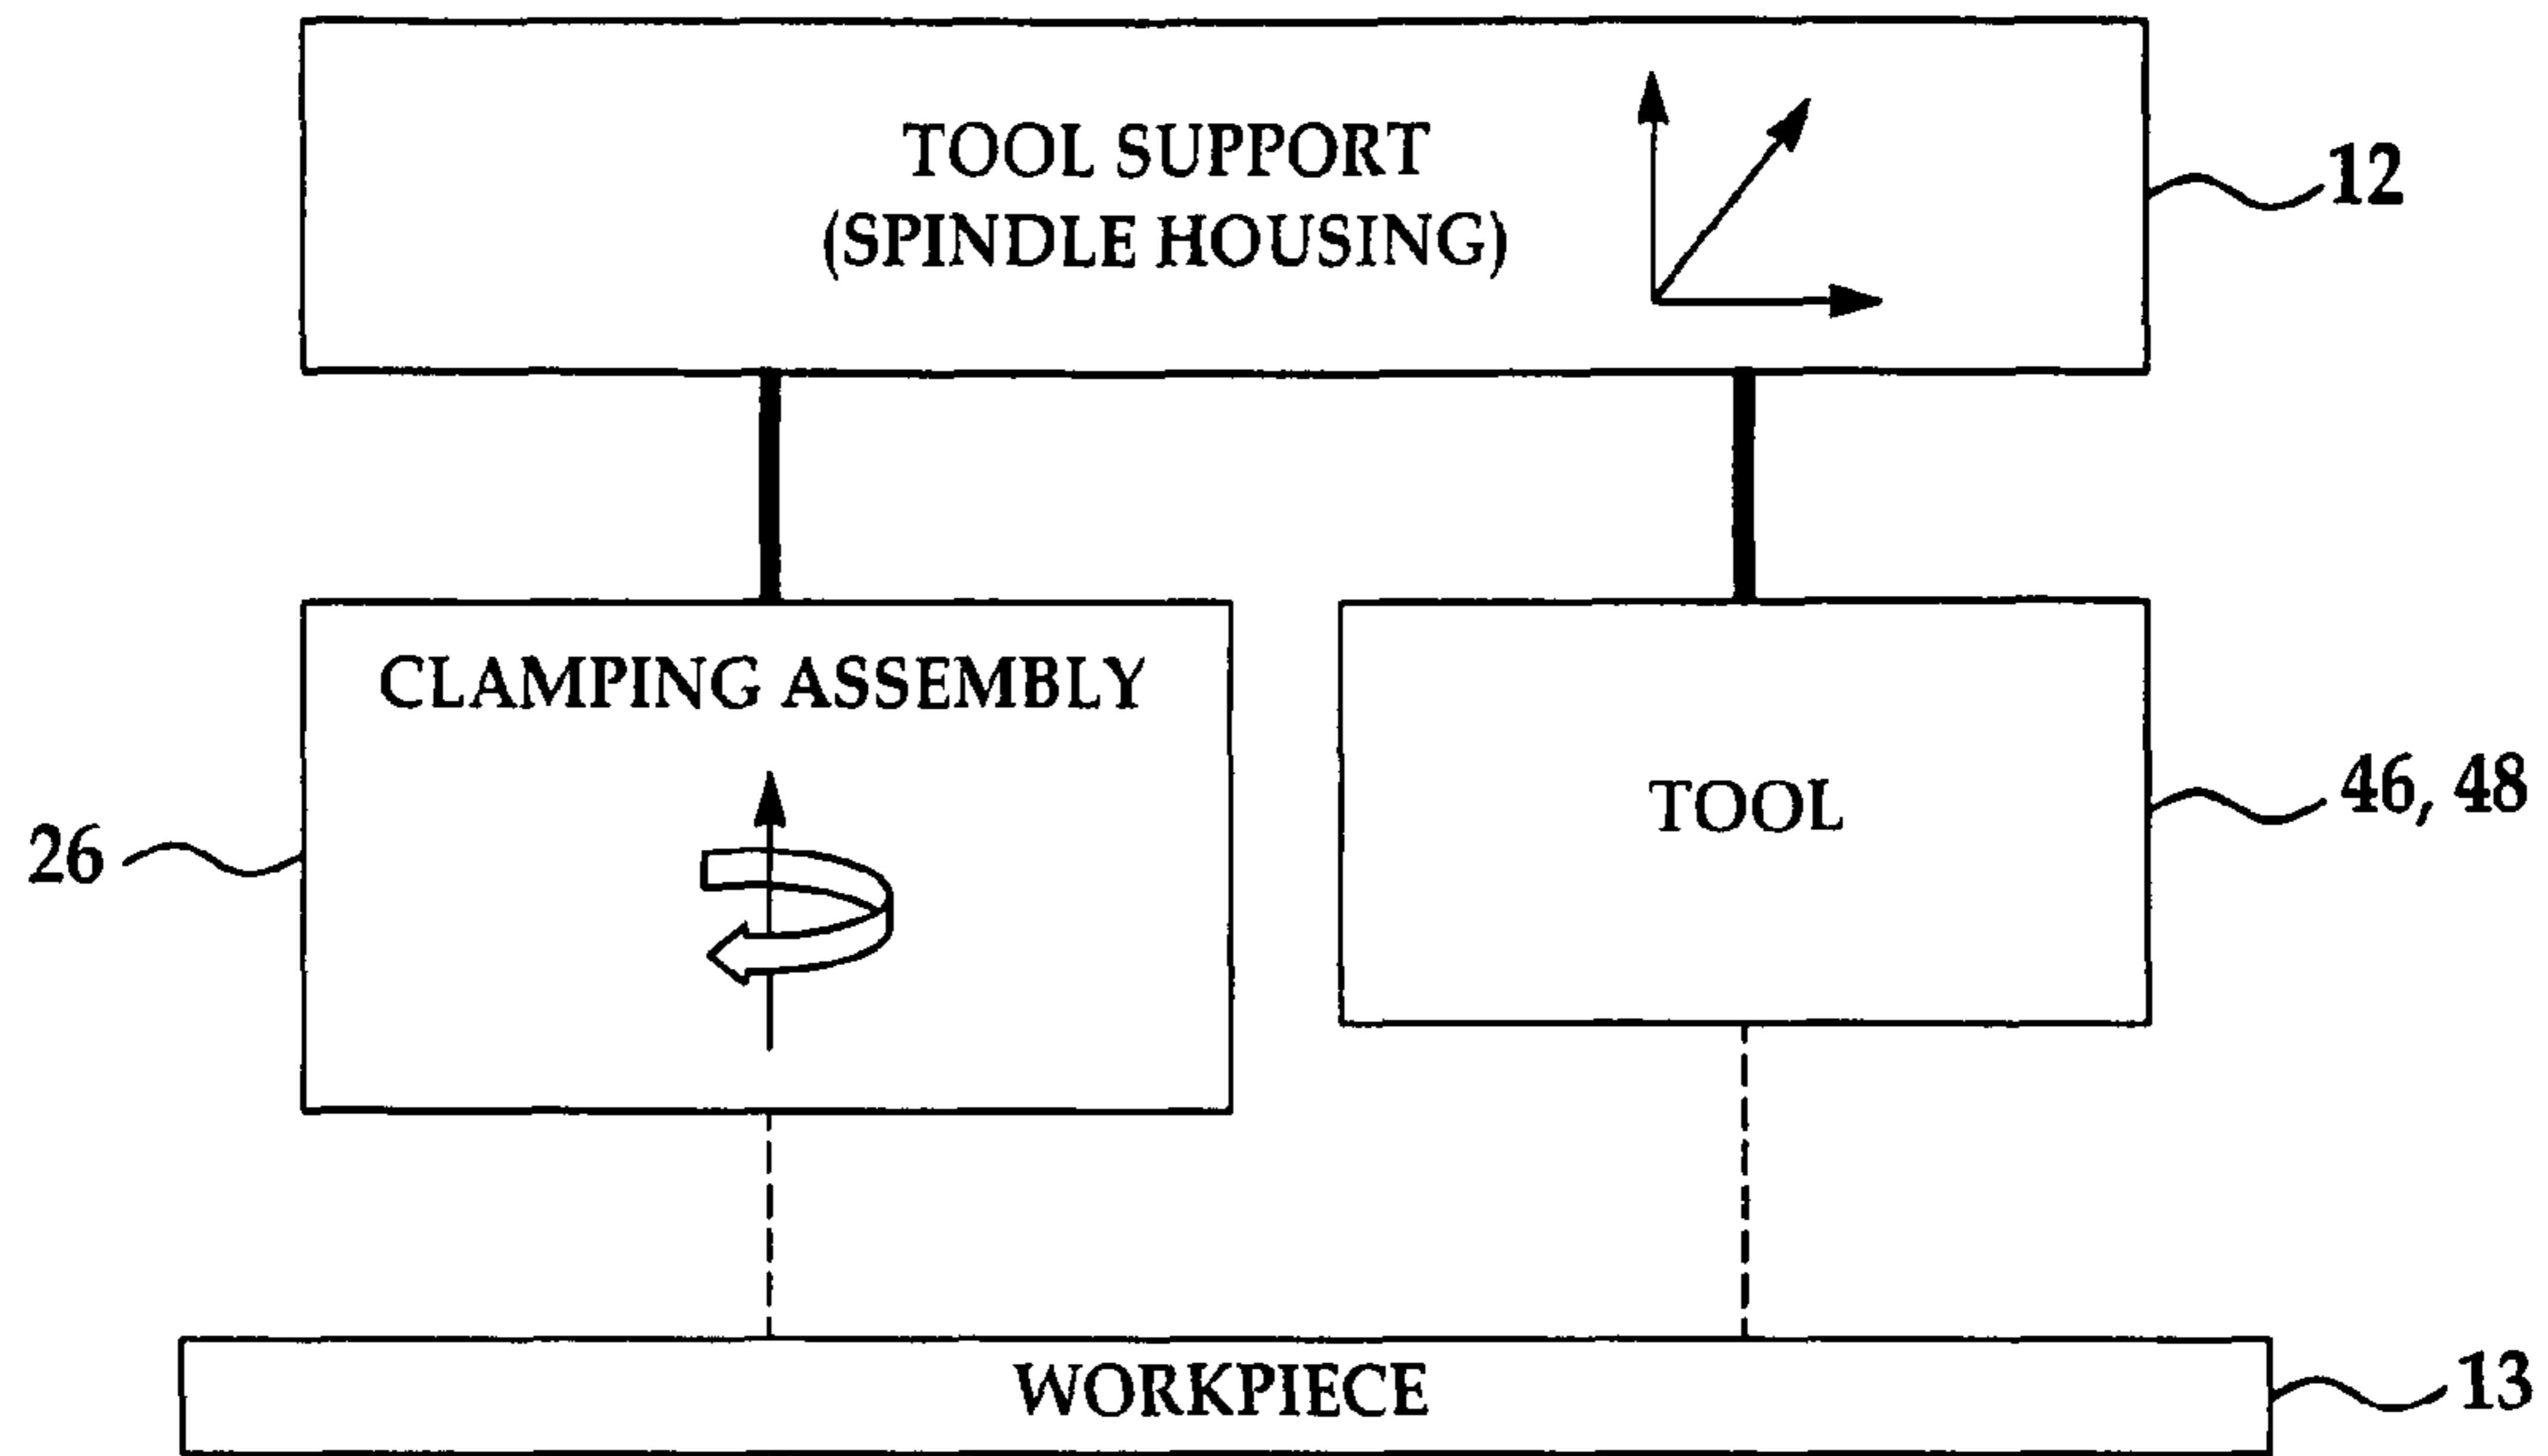 TOOL SUPPORT
(SPINDLE HOUSING)
12
CLAMPING ASSEMBLY
26
TOOL
46, 48
WORKPIECE
13